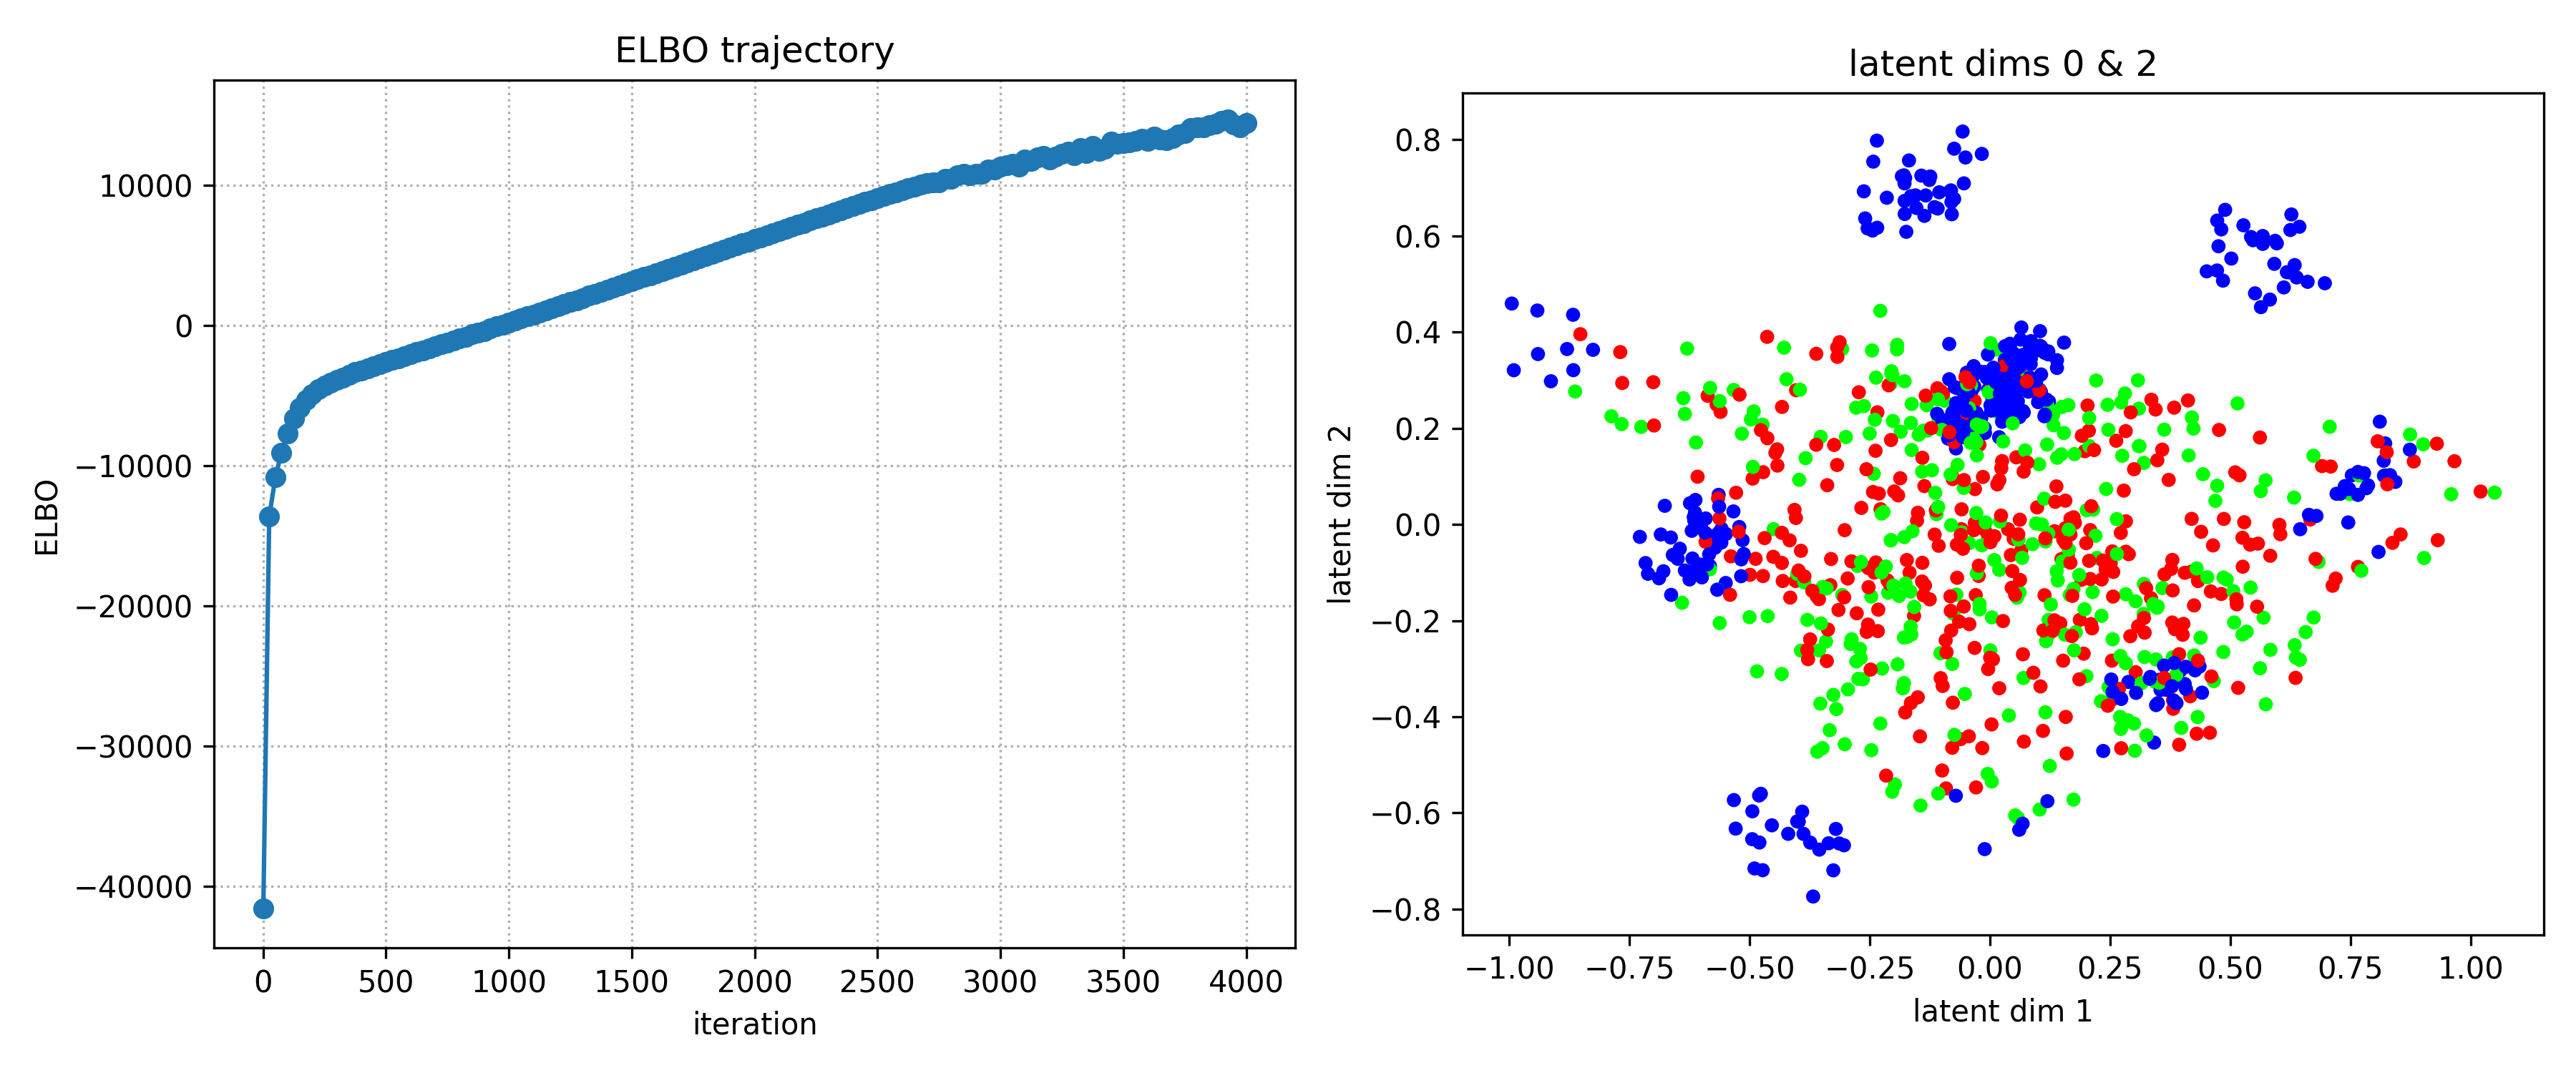 ELBO trajectory
ELBO
10000
0
−10000
−20000
−30000
−40000
0 500 1000 1500 2000 2500 3000 3500 4000
iteration
latent dims 0 & 2
latent dim 2
0.8
0.6
0.4
0.2
0.0
−0.2
−0.4
−0.6
−0.8
−1.00 −0.75 −0.50 −0.25 0.00 0.25 0.50 0.75 1.00
latent dim 1